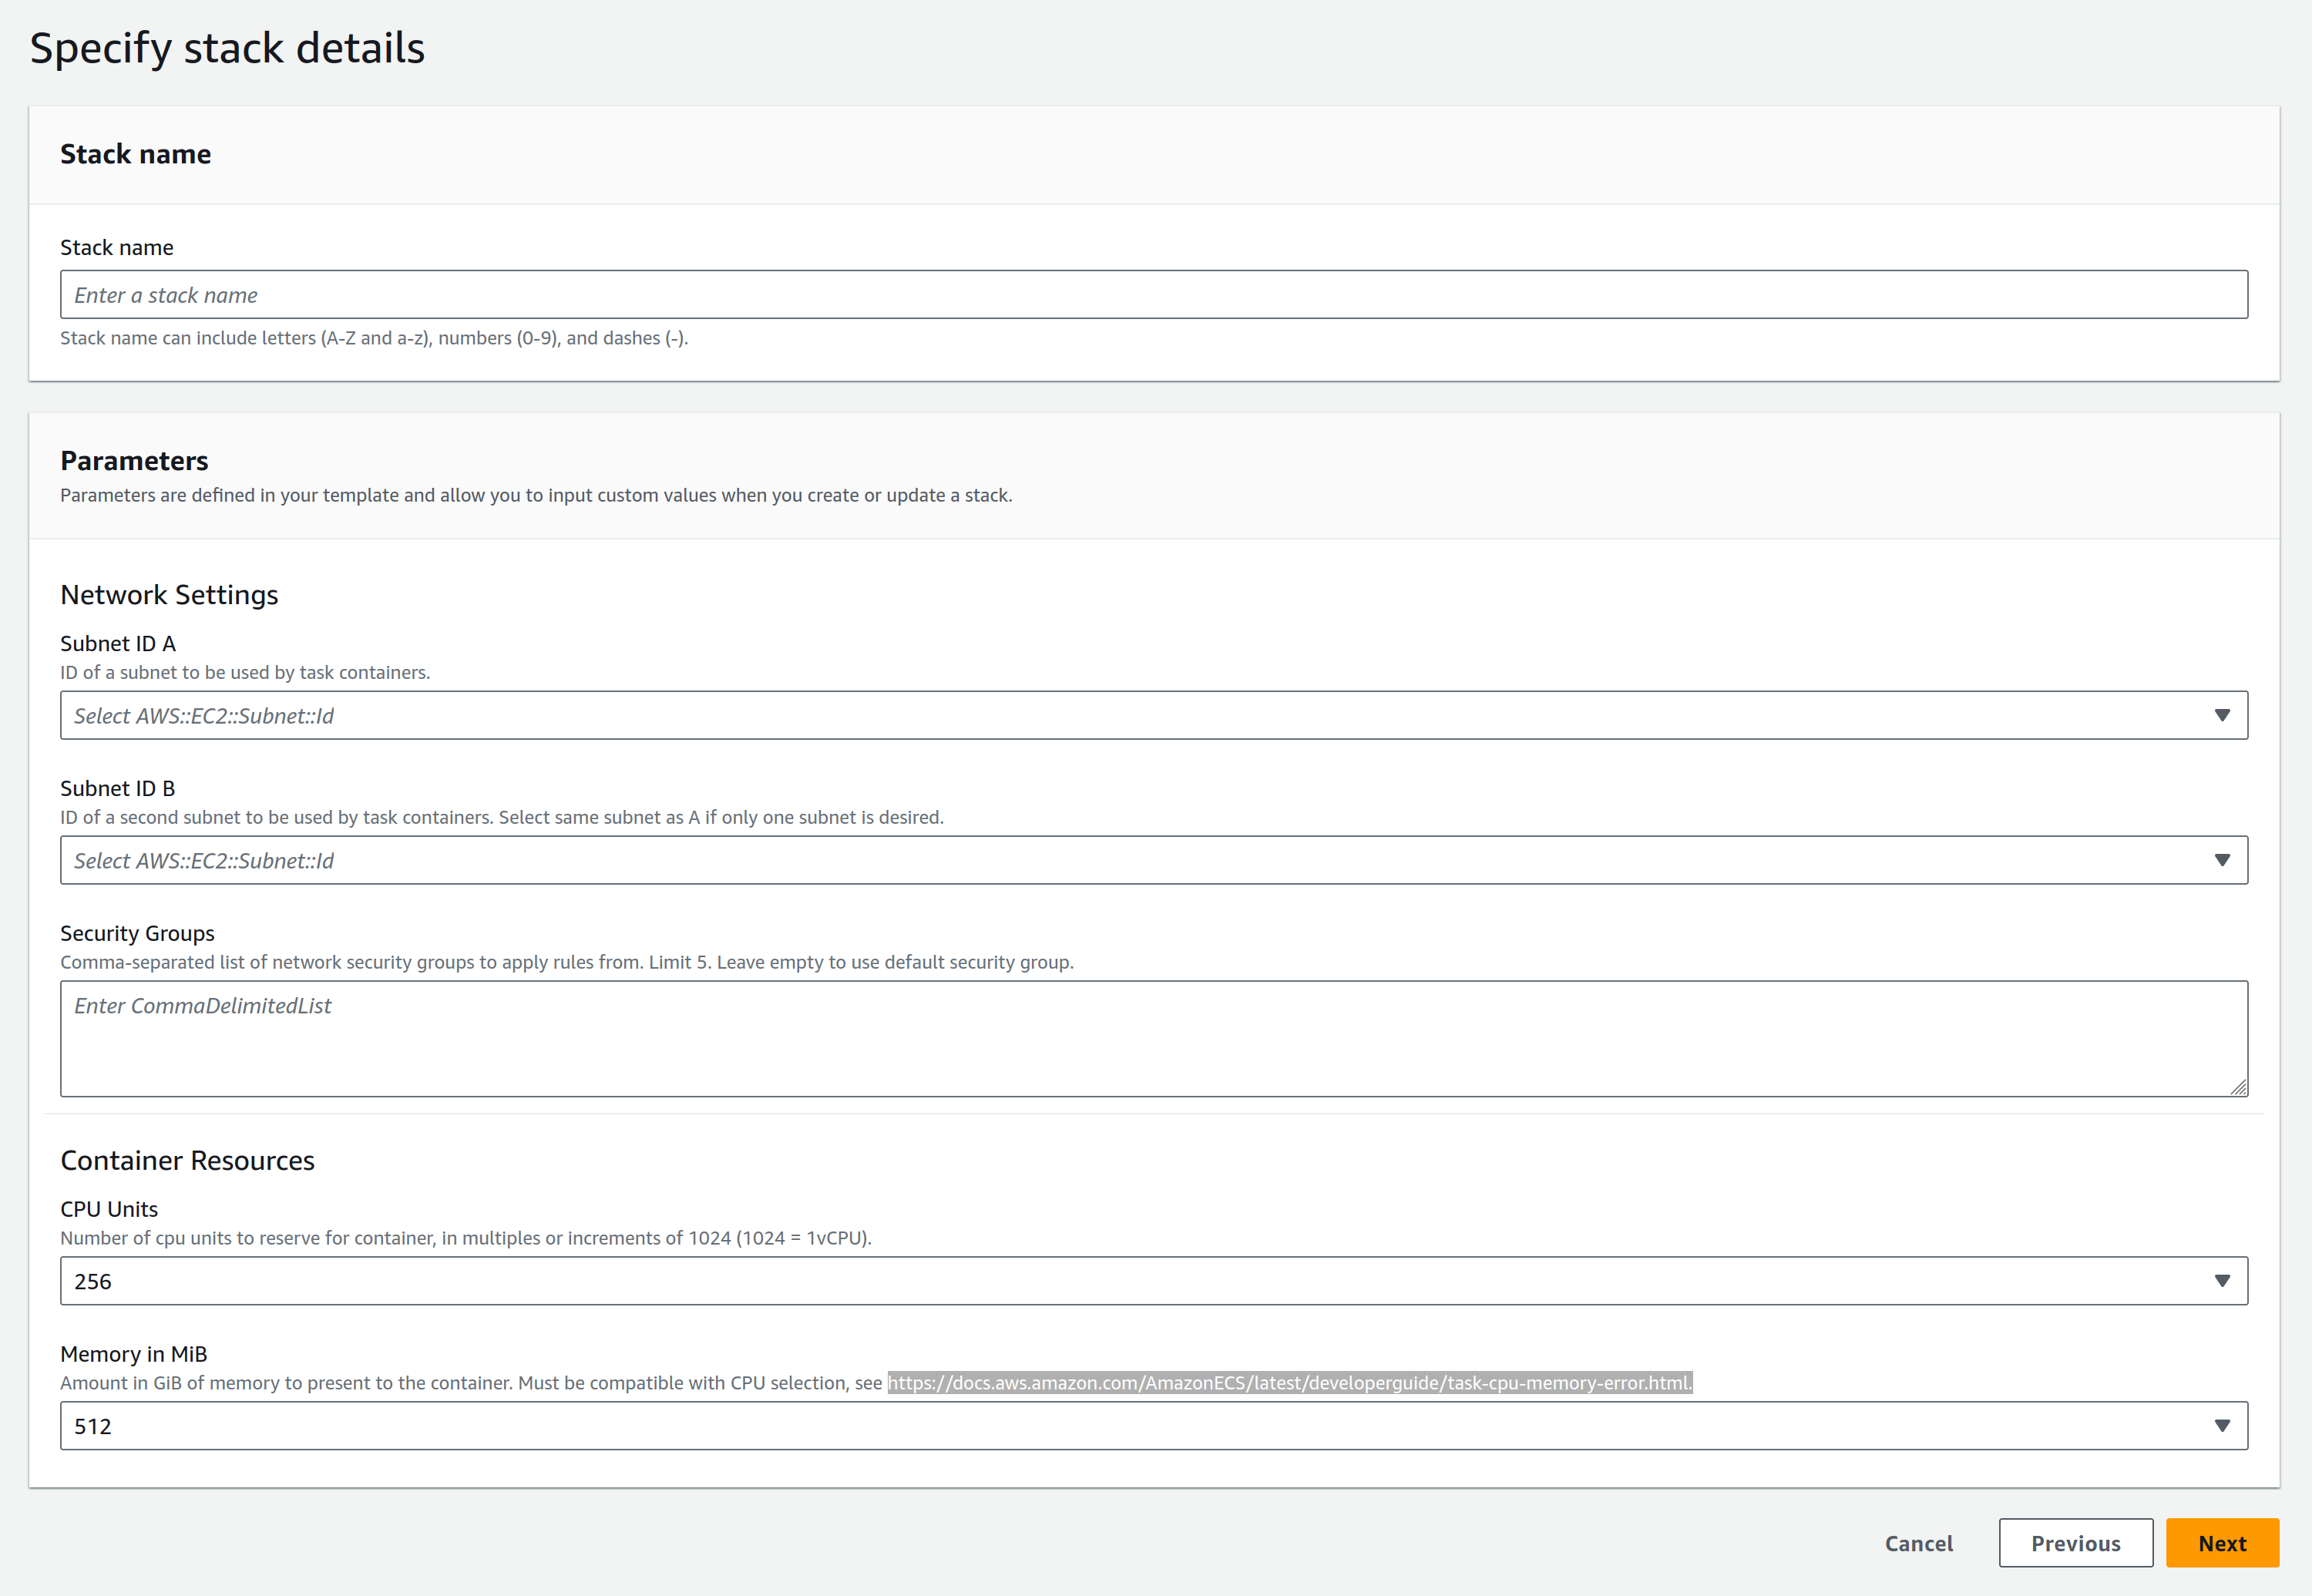 Specify stack details
Stack name
Stack name
Enter a stack name
Stack name can include letters (A-Z and a-z), numbers (0-9), and dashes (-).
Parameters
Parameters are defined in your template and allow you to input custom values when you create or update a stack.
Network Settings
Subnet ID A
ID of a subnet to be used by task containers.
Select AWS::EC2::Subnet::Id
Subnet ID B
ID of a second subnet to be used by task containers. Select same subnet as A if only one subnet is desired.
Select AWS::EC2::Subnet::Id
Security Groups
Comma-separated list of network security groups to apply rules from. Limit 5. Leave empty to use default security group.
Enter CommaDelimitedList
Container Resources
CPU Units
Number of cpu units to reserve for container, in multiples or increments of 1024 (1024 = 1vCPU).
256
Memory in MiB
Amount in GiB of memory to present to the container. Must be compatible with CPU selection, see https://docs.aws.amazon.com/AmazonECS/latest/developerguide/task-cpu-memory-error.html.
512
Cancel Previous Next